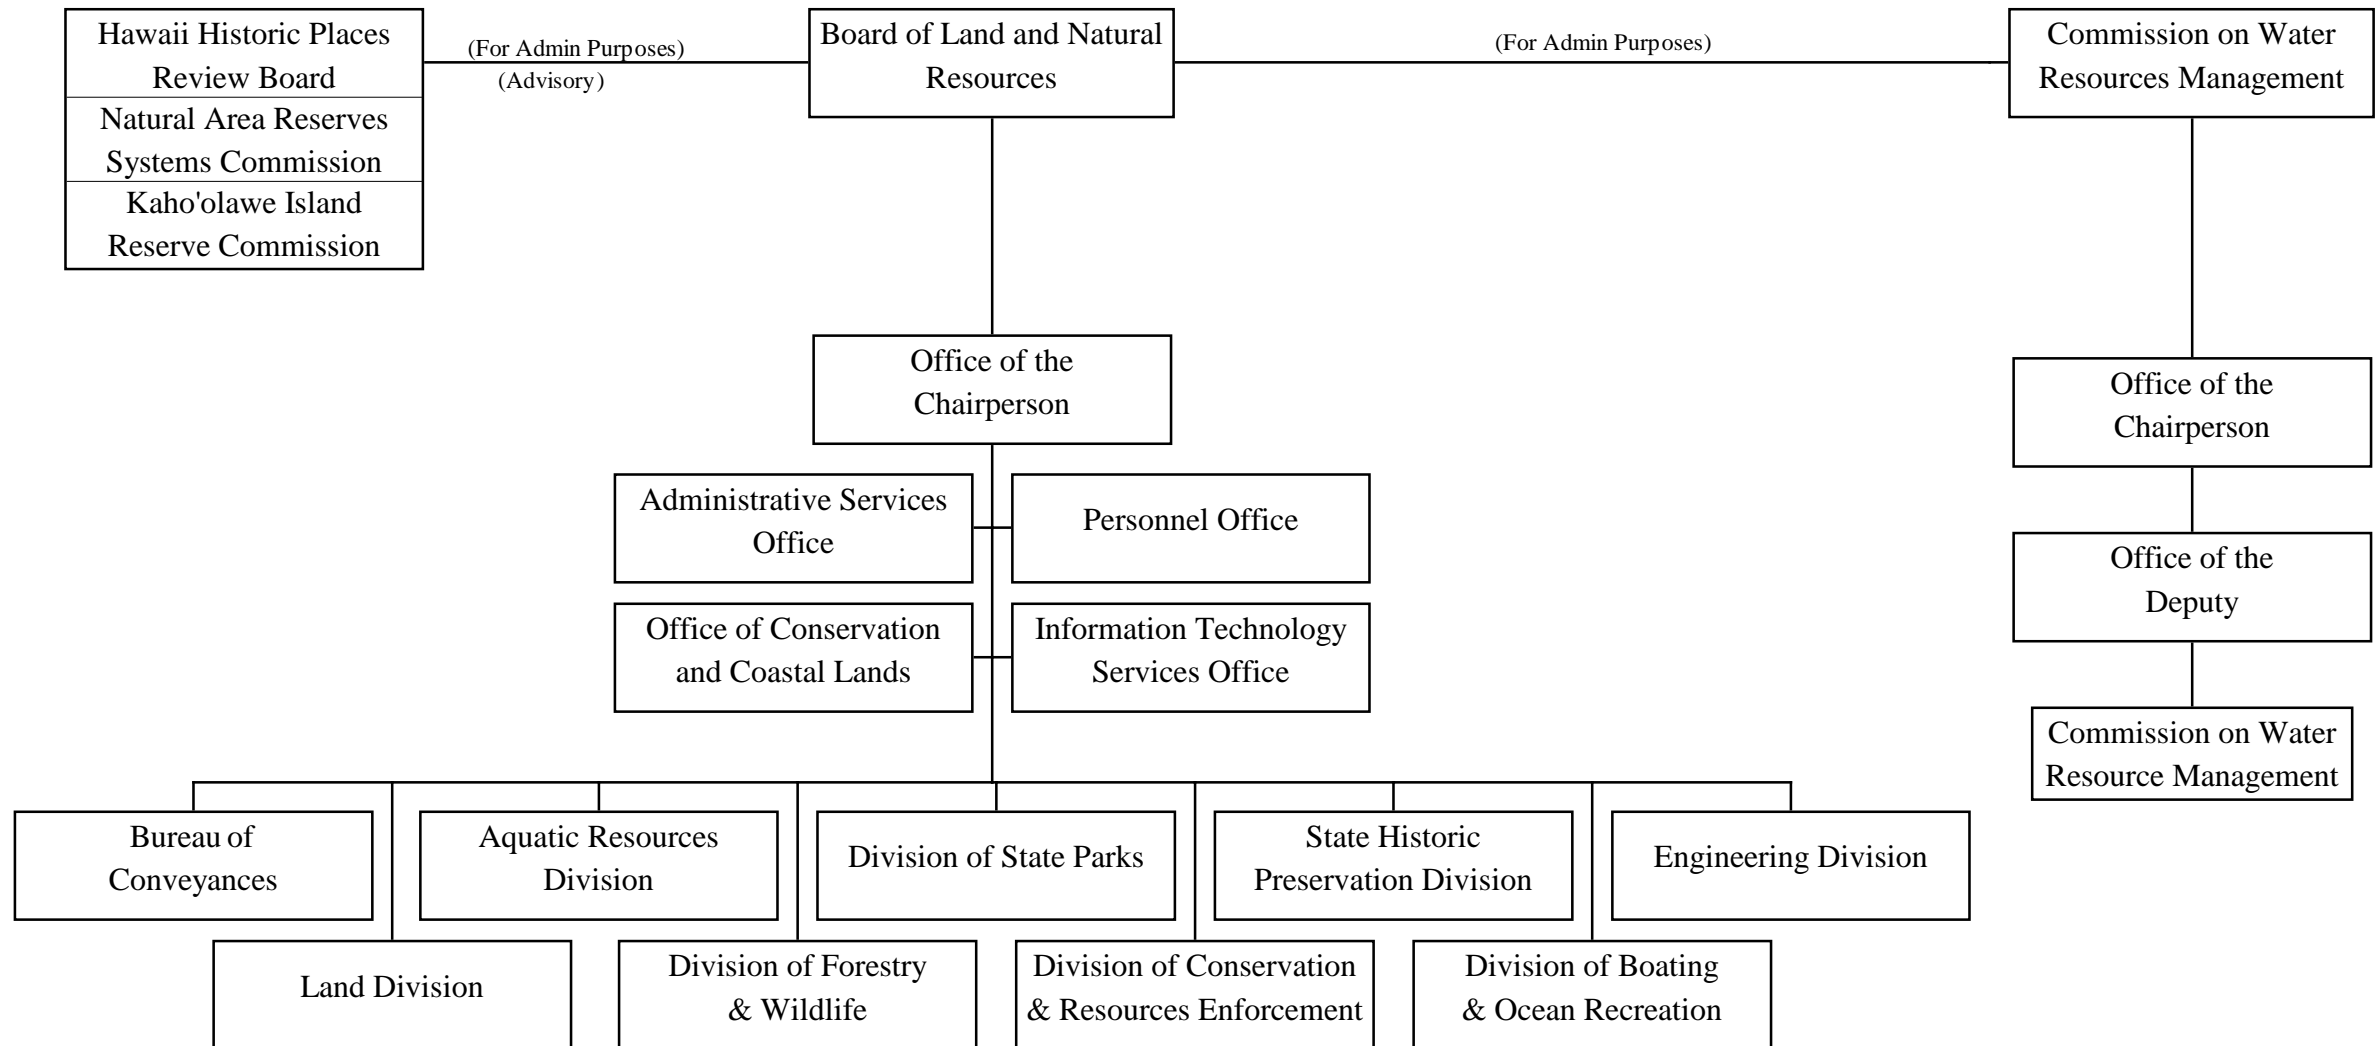 Hawaii Historic Places
Review Board
Natural Area Reserves
Systems Commission
Kaho'olawe Island
Reserve Commission
(For Admin Purposes)
(Advisory)
Board of Land and Natural
Resources
(For Admin Purposes)
Commission on Water
Resources Management
Office of the
Chairperson
Office of the
Chairperson
Administrative Services
Office
Personnel Office
Office of the
Deputy
Office of Conservation
and Coastal Lands
Information Technology
Services Office
Commission on Water
Resource Management
Bureau of
Conveyances
Aquatic Resources
Division
Division of State Parks
State Historic
Preservation Division
Engineering Division
Land Division
Division of Forestry
& Wildlife
Division of Conservation
& Resources Enforcement
Division of Boating
& Ocean Recreation